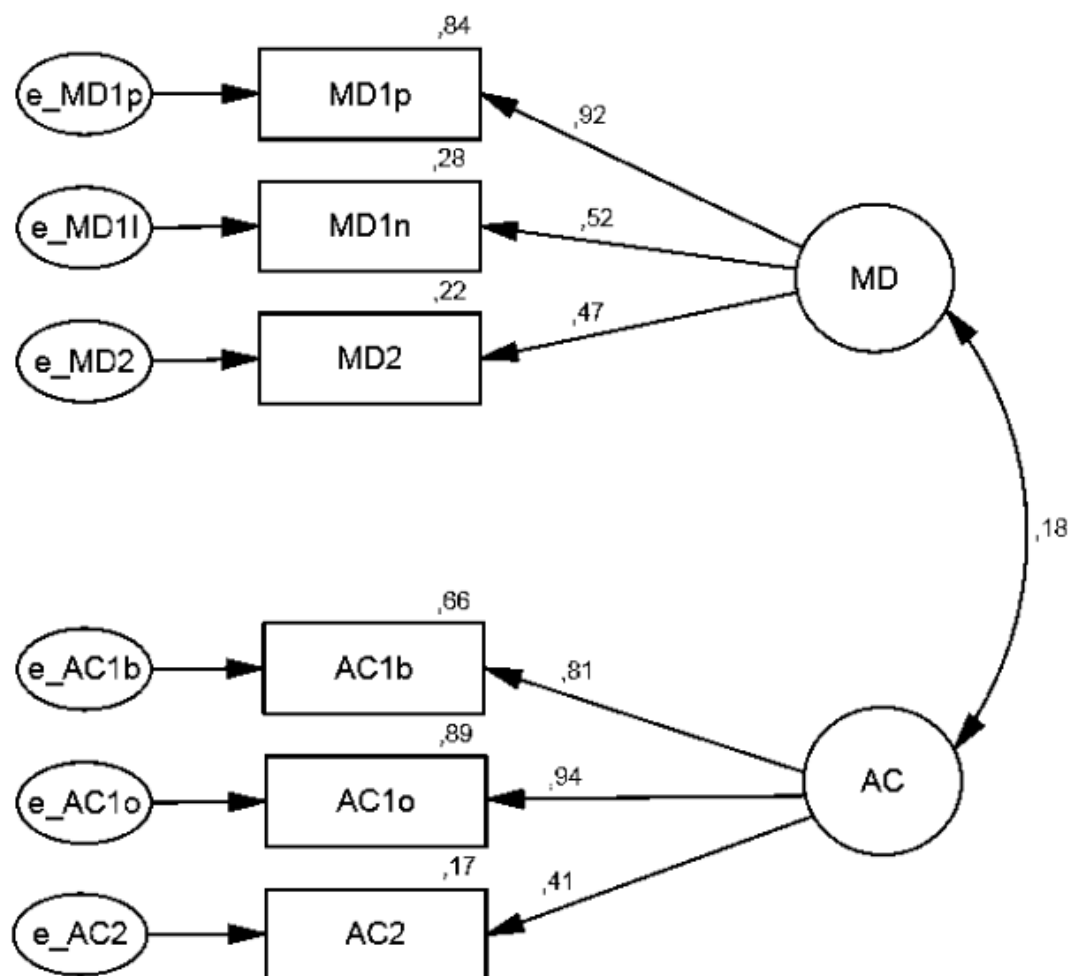 ,84
e_MD1p MD1p
,92
,28
e_MD1l MD1n
,52
MD
,22
e_MD2 MD2
,47
,18
,66
e_AC1b AC1b
,81
,89
e_AC1o AC1o
,94
AC
,17
e_AC2 AC2
,41